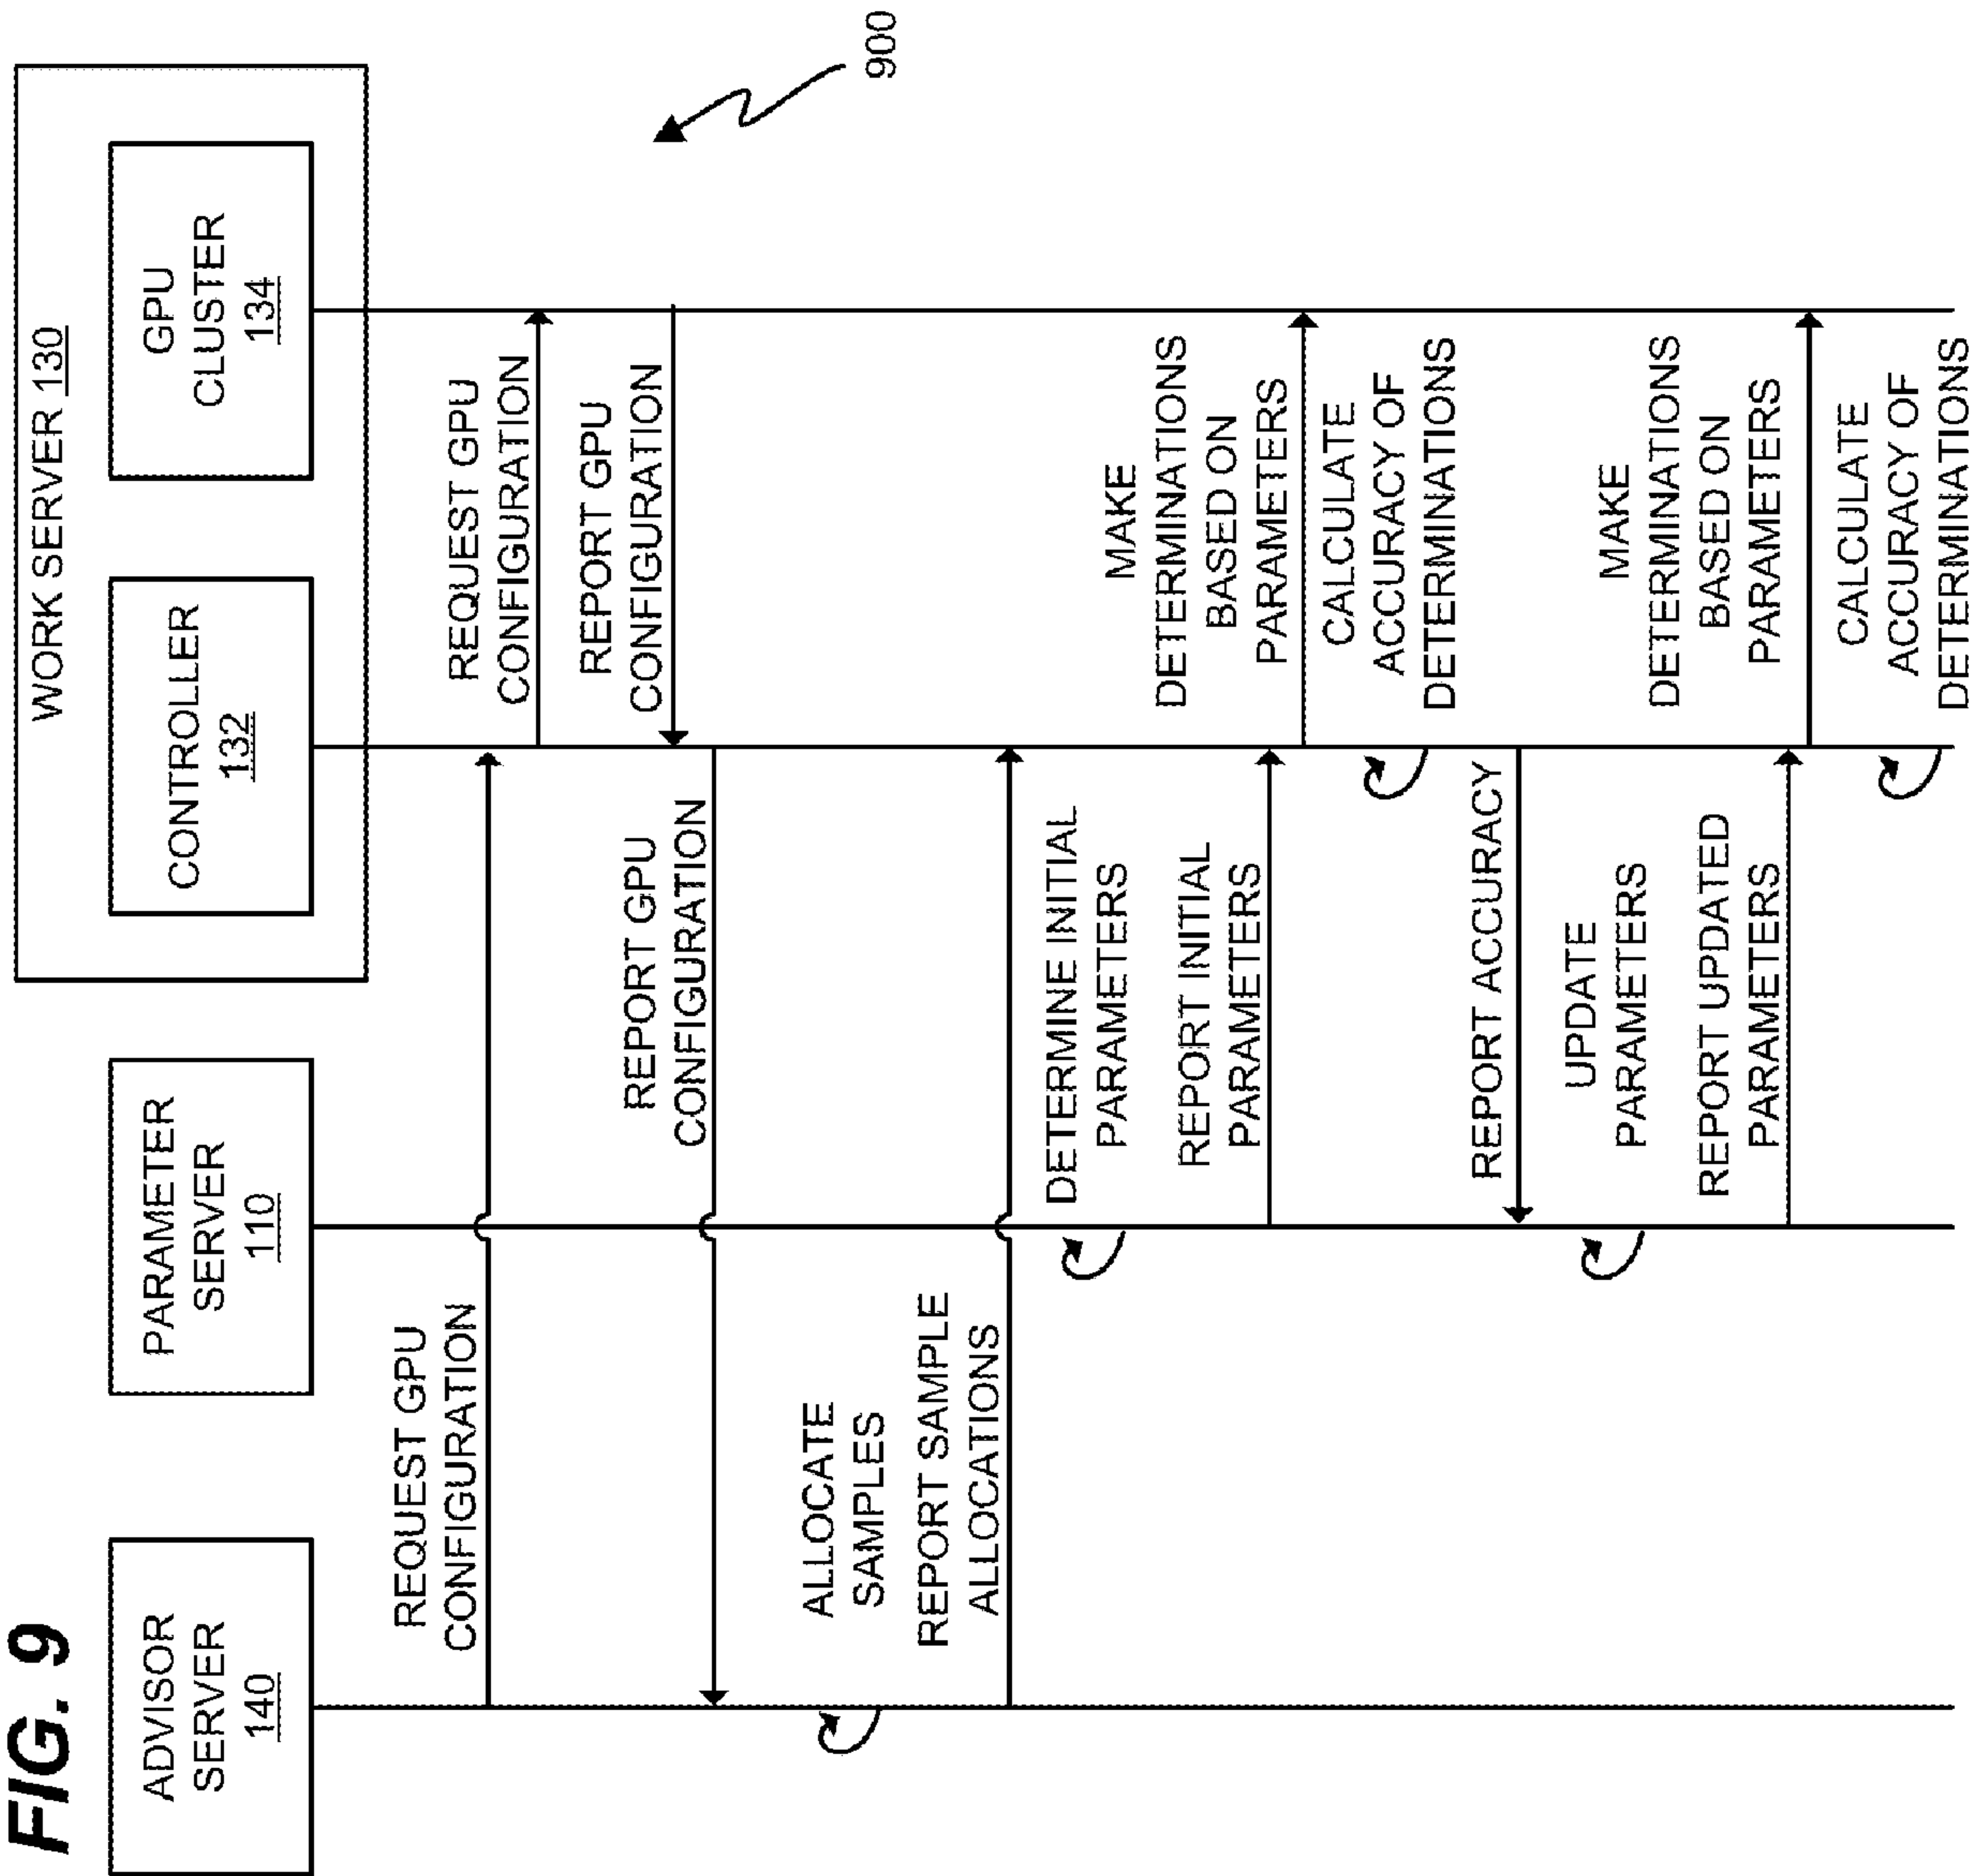 FIG. 9
ADVISOR
SERVER
140
PARAMETER
SERVER
110
WORK SERVER 130
CONTROLLER
132
GPU
CLUSTER
134
900
REQUEST GPU
CONFIGURATION
REQUEST GPU
CONFIGURATION
REPORT GPU
CONFIGURATION
REPORT GPU
CONFIGURATION
ALLOCATE
SAMPLES
REPORT SAMPLE
ALLOCATIONS
DETERMINE INITIAL
PARAMETERS
REPORT INITIAL
PARAMETERS
MAKE
DETERMINATIONS
BASED ON
PARAMETERS
CALCULATE
ACCURACY OF
DETERMINATIONS
REPORT ACCURACY
UPDATE
PARAMETERS
REPORT UPDATED
PARAMETERS
MAKE
DETERMINATIONS
BASED ON
PARAMETERS
CALCULATE
ACCURACY OF
DETERMINATIONS